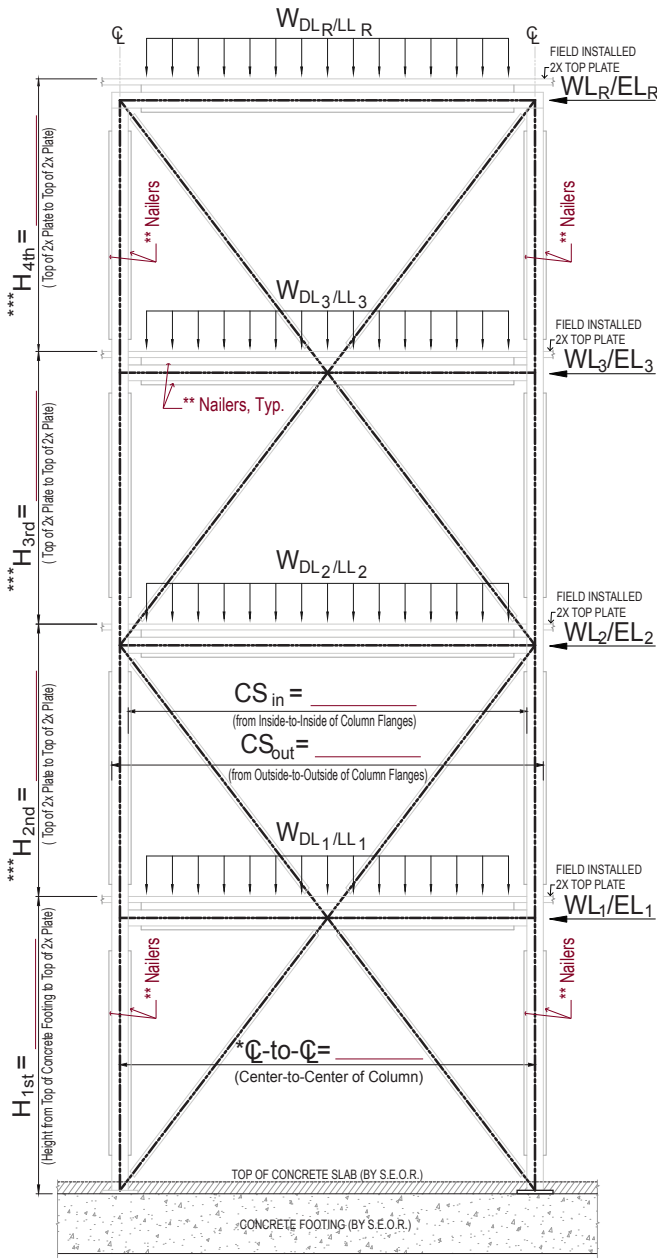 ℄
W DL R/LL R
℄
FIELD INSTALLED
2X TOP PLATE
WL R/EL R
***H 4th =
(Top of 2x Plate to Top of 2x Plate)
** Nailers
** Nailers
W DL 3/LL 3
FIELD INSTALLED
2X TOP PLATE
WL 3/EL 3
** Nailers, Typ.
***H 3rd =
(Top of 2x Plate to Top of 2x Plate)
W DL 2/LL 2
FIELD INSTALLED
2X TOP PLATE
WL 2/EL 2
CS in =
(from Inside-to-Inside of Column Flanges)
CS out =
(from Outside-to-Outside of Column Flanges)
***H 2nd =
(Top of 2x Plate to Top of 2x Plate)
W DL 1/LL 1
FIELD INSTALLED
2X TOP PLATE
WL 1/EL 1
** Nailers
** Nailers
H 1st =
(Height from Top of Concrete Footing to Top of 2x Plate)
*℄-to-℄=
(Center-to-Center of Column)
TOP OF CONCRETE SLAB (BY S.E.O.R.)
CONCRETE FOOTING (BY S.E.O.R.)